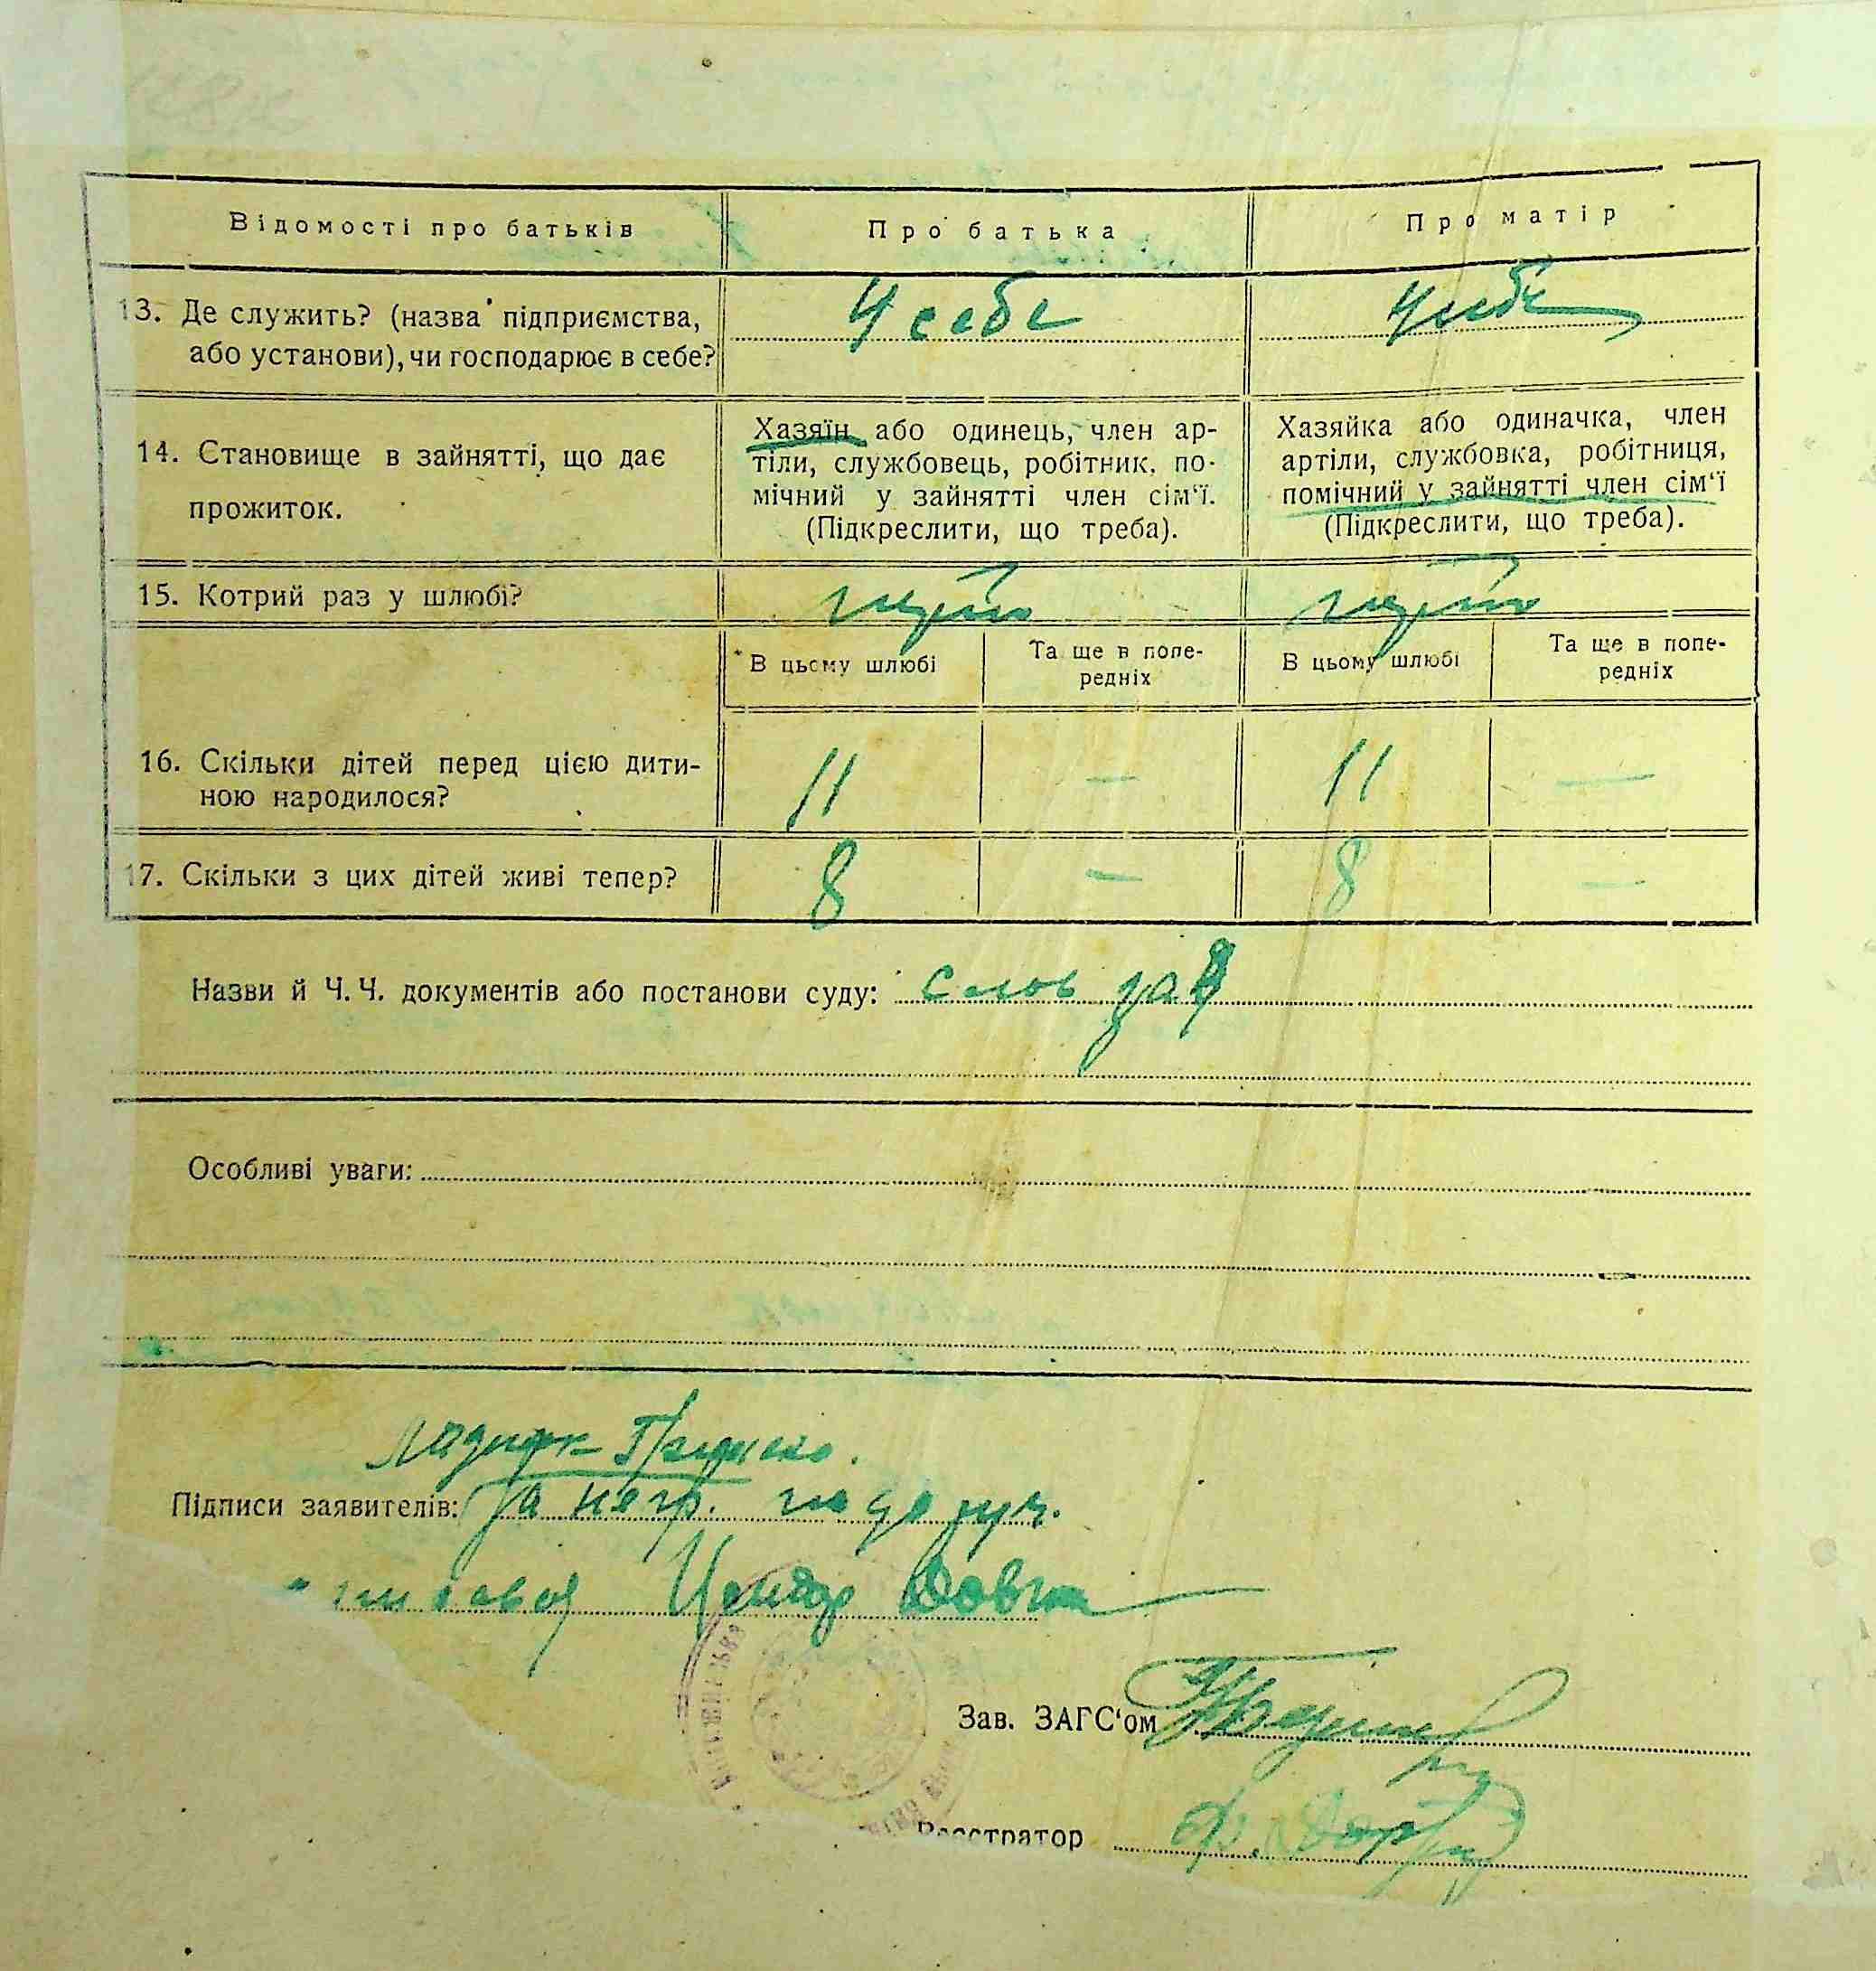 Відомості про батьків
Про батька
Про матір
13. Де служить? (назва підприємства,
або установи), чи господарює в себе?
У себе
У себе
14. Становище в зайнятті, що дає
прожиток.
Хазяїн або одинець, член ар-
тіли, службовець, робітник, по-
мічний у зайнятті член сім'ї.
(Підкреслити, що треба).
Хазяйка або одиначка, член
артіли, службовка, робітниця,
помічний у зайнятті член сім'ї
(Підкреслити, що треба).
15. Котрий раз у шлюбі?
В цьому шлюбі
Та ще в попе-
редніх
В цьому шлюбі
Та ще в попе-
редніх
16. Скільки дітей перед цією дити-
ною народилося?
11 — 11 —
17. Скільки з цих дітей живі тепер?
8 — 8 —
Назви й Ч.Ч. документів або постанови суду: слов
Особливі уваги:
Підписи заявителів: за негр.
Зав. ЗАГС'ом
Реєстратор